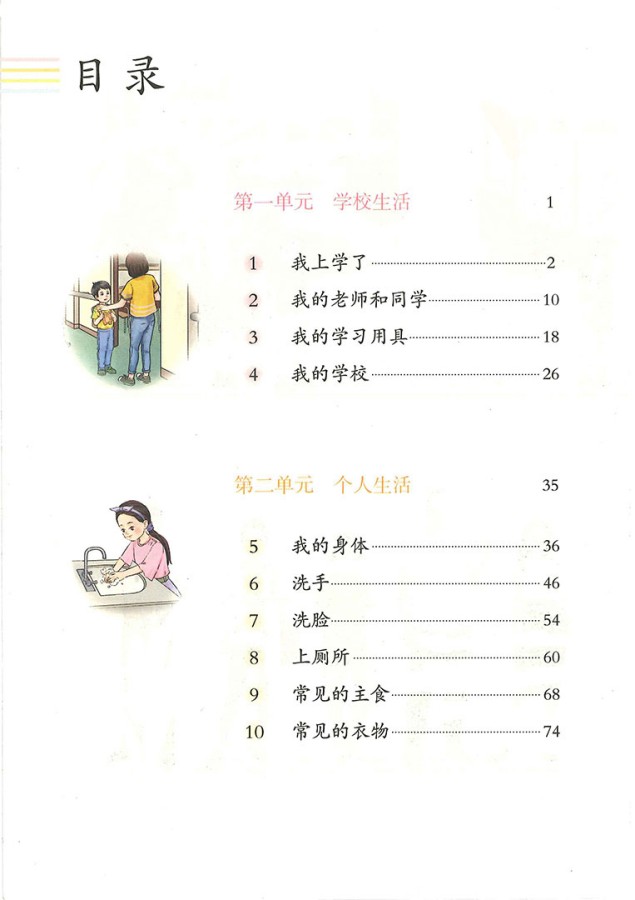 目录
第一单元 学校生活 1
1 我上学了 2
2 我的老师和同学 10
3 我的学习用具 18
4 我的学校 26
第二单元 个人生活 35
5 我的身体 36
6 洗手 46
7 洗脸 54
8 上厕所 60
9 常见的主食 68
10 常见的衣物 74